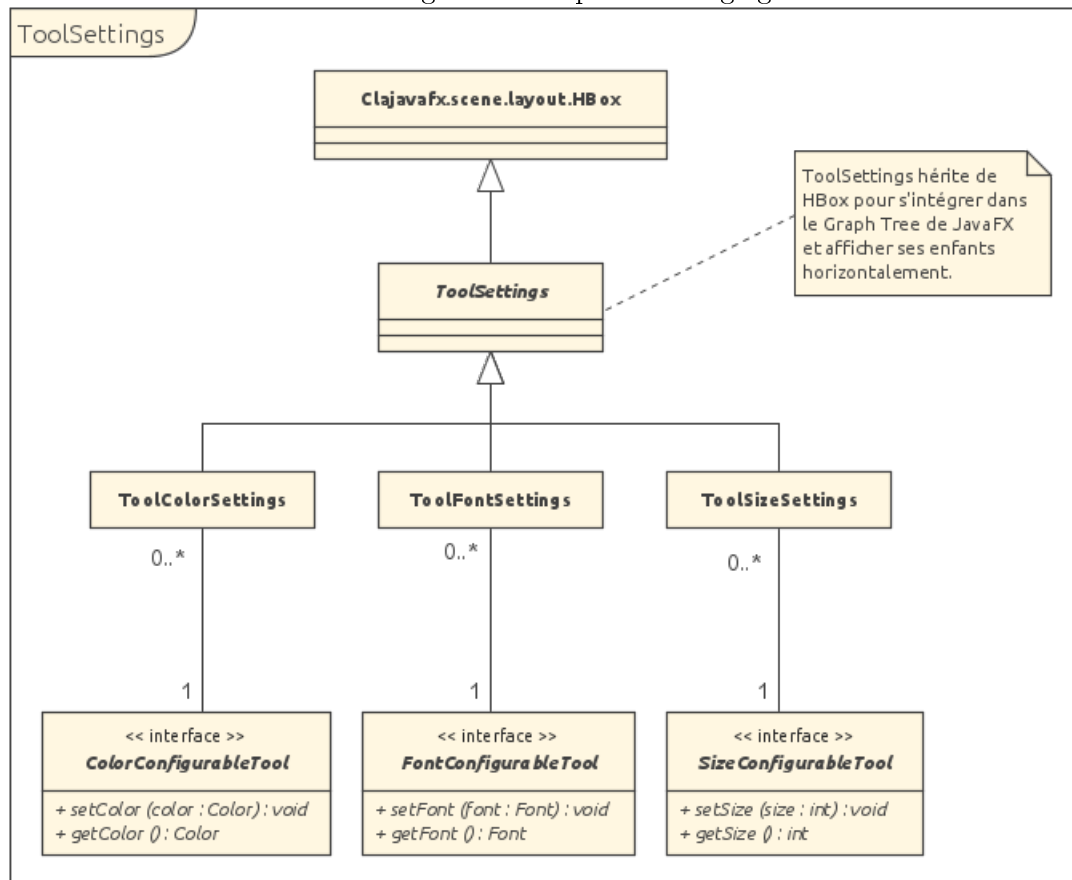 ToolSettings
Clajavafx.scene.layout.HBox
ToolSettings hérite de
HBox pour s'intégrer dans
le Graph Tree de JavaFX
et afficher ses enfants
horizontalement.
ToolSettings
ToolColorSettings
ToolFontSettings
ToolSizeSettings
0..*
0..*
0..*
1
1
1
<< interface >>
ColorConfigurableTool
+ setColor (color : Color) : void
+ getColor () : Color
<< interface >>
FontConfigurableTool
+ setFont (font : Font) : void
+ getFont () : Font
<< interface >>
SizeConfigurableTool
+ setSize (size : int) : void
+ getSize () : int